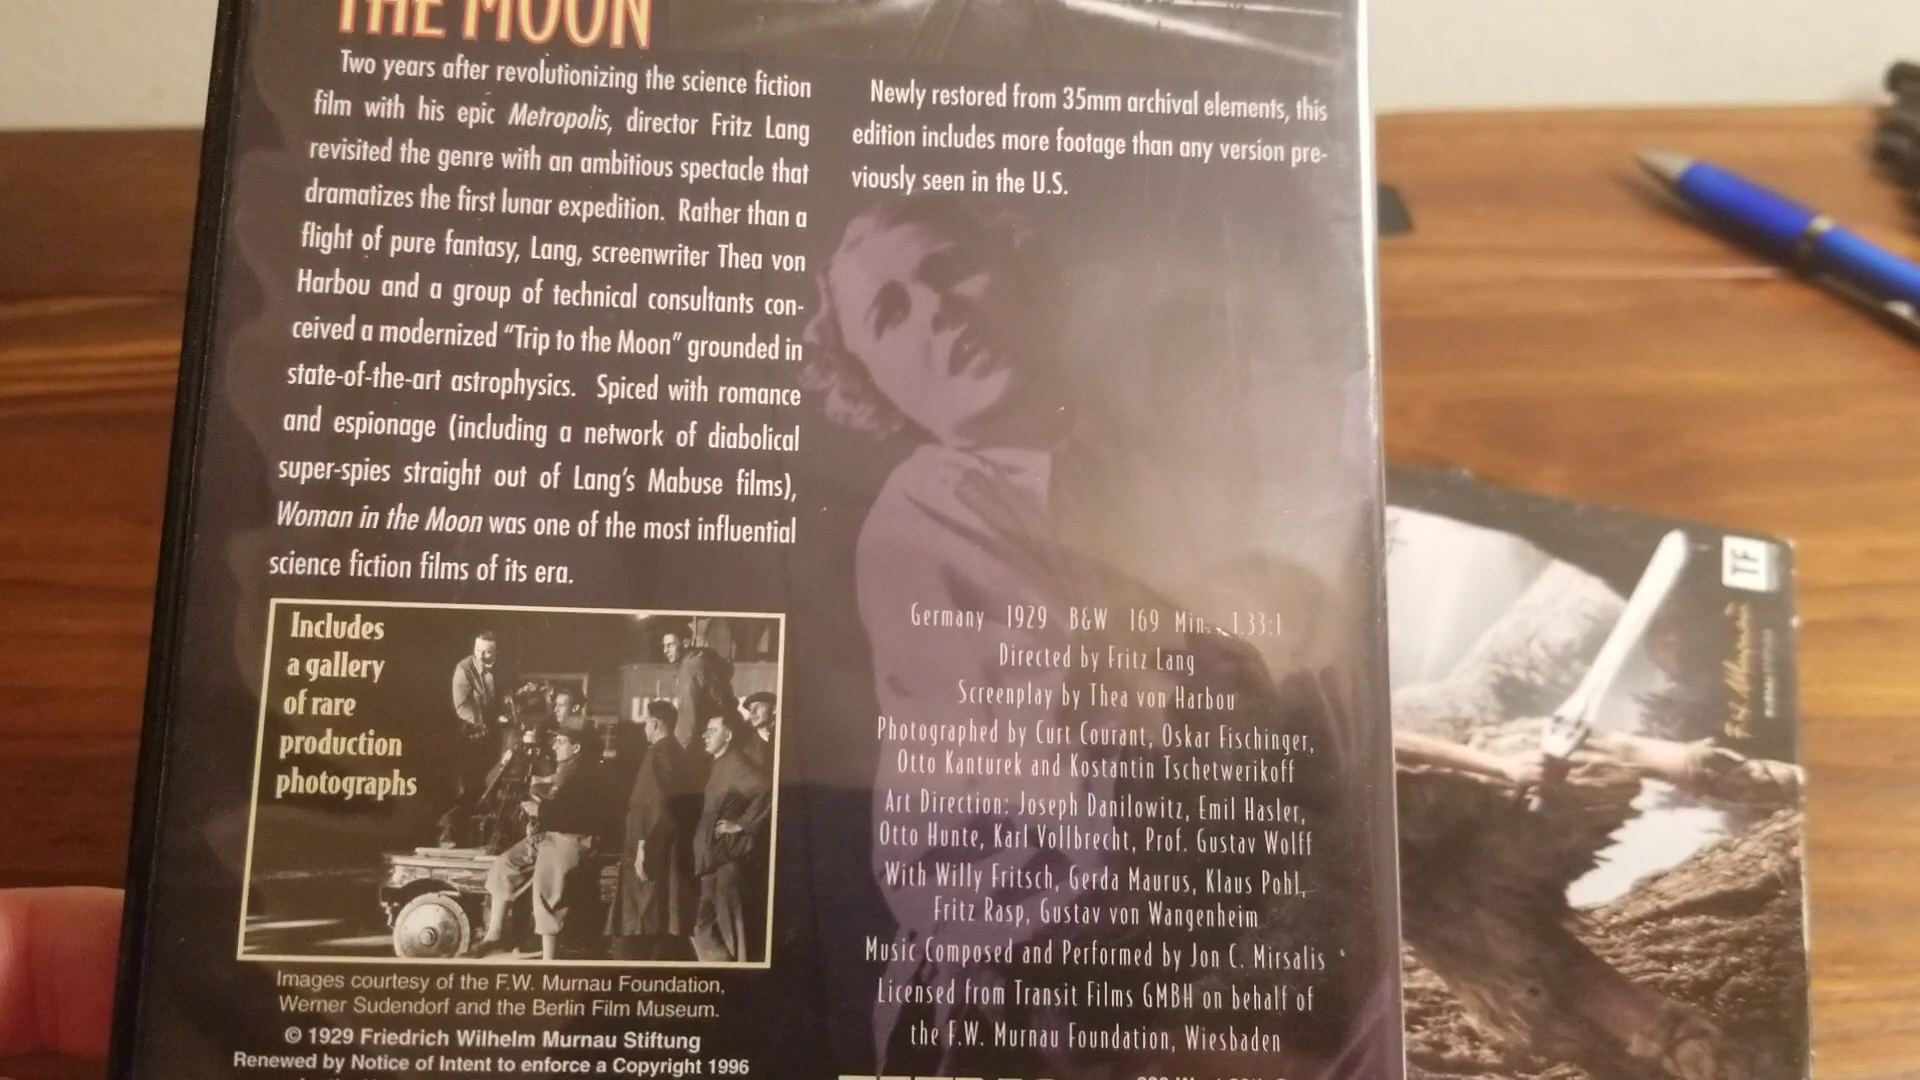 THE MOON
Two years after revolutionizing the science fiction
film with his epic Metropolis, director Fritz Lang
revisited the genre with an ambitious spectacle that
dramatizes the first lunar expedition. Rather than a
flight of pure fantasy, Lang, screenwriter Thea von
Harbou and a group of technical consultants con-
ceived a modernized "Trip to the Moon" grounded in
state-of-the-art astrophysics. Spiced with romance
and espionage (including a network of diabolical
super-spies straight out of Lang's Mabuse films),
Woman in the Moon was one of the most influential
science fiction films of its era.
Includes
a gallery
of rare
production
photographs
Images courtesy of the F.W. Murnau Foundation,
Werner Sudendorf and the Berlin Film Museum.
© 1929 Friedrich Wilhelm Murnau Stiftung
Renewed by Notice of Intent to enforce a Copyright 1996
Newly restored from 35mm archival elements, this
edition includes more footage than any version pre-
viously seen in the U.S.
Germany 1929 B&W 169 Min. 1.33:1
Directed by Fritz Lang
Screenplay by Thea von Harbou
Photographed by Curt Courant, Oskar Fischinger,
Otto Kanturek and Kostantin Tschetwerikoff
Art Direction: Joseph Danilowitz, Emil Hasler,
Otto Hunte, Karl Vollbrecht, Prof. Gustav Wolff
With Willy Fritsch, Gerda Maurus, Klaus Pohl,
Fritz Rasp, Gustav von Wangenheim
Music Composed and Performed by Jon C. Mirsalis
Licensed from Transit Films GMBH on behalf of
the F.W. Murnau Foundation, Wiesbaden
TF